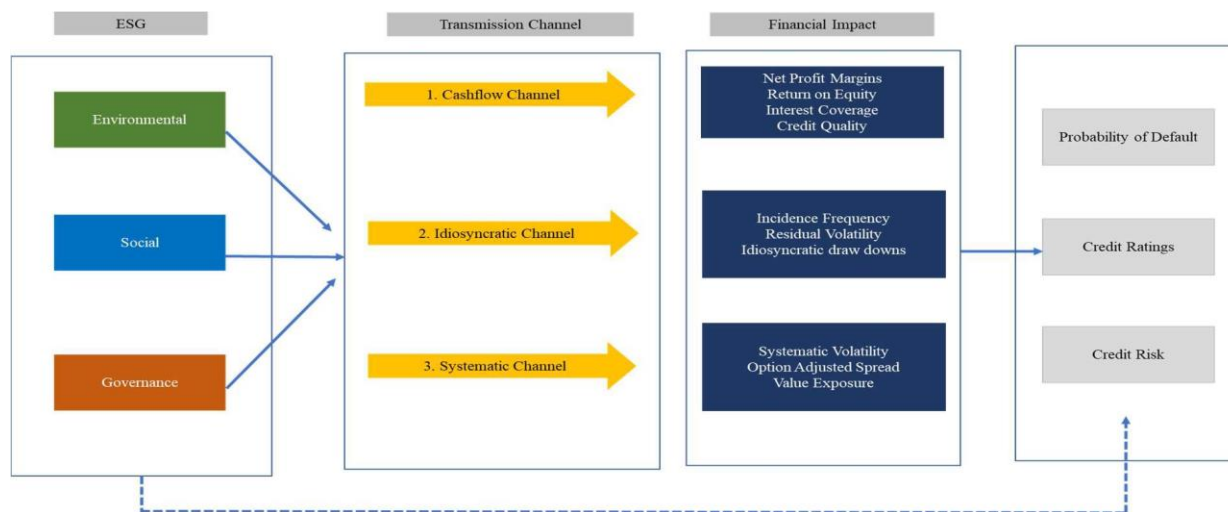 ESG
Transmission Channel
Financial Impact
Environmental
Social
Governance
1. Cashflow Channel
2. Idiosyncratic Channel
3. Systematic Channel
Net Profit Margins
Return on Equity
Interest Coverage
Credit Quality
Incidence Frequency
Residual Volatility
Idiosyncratic draw downs
Systematic Volatility
Option Adjusted Spread
Value Exposure
Probability of Default
Credit Ratings
Credit Risk